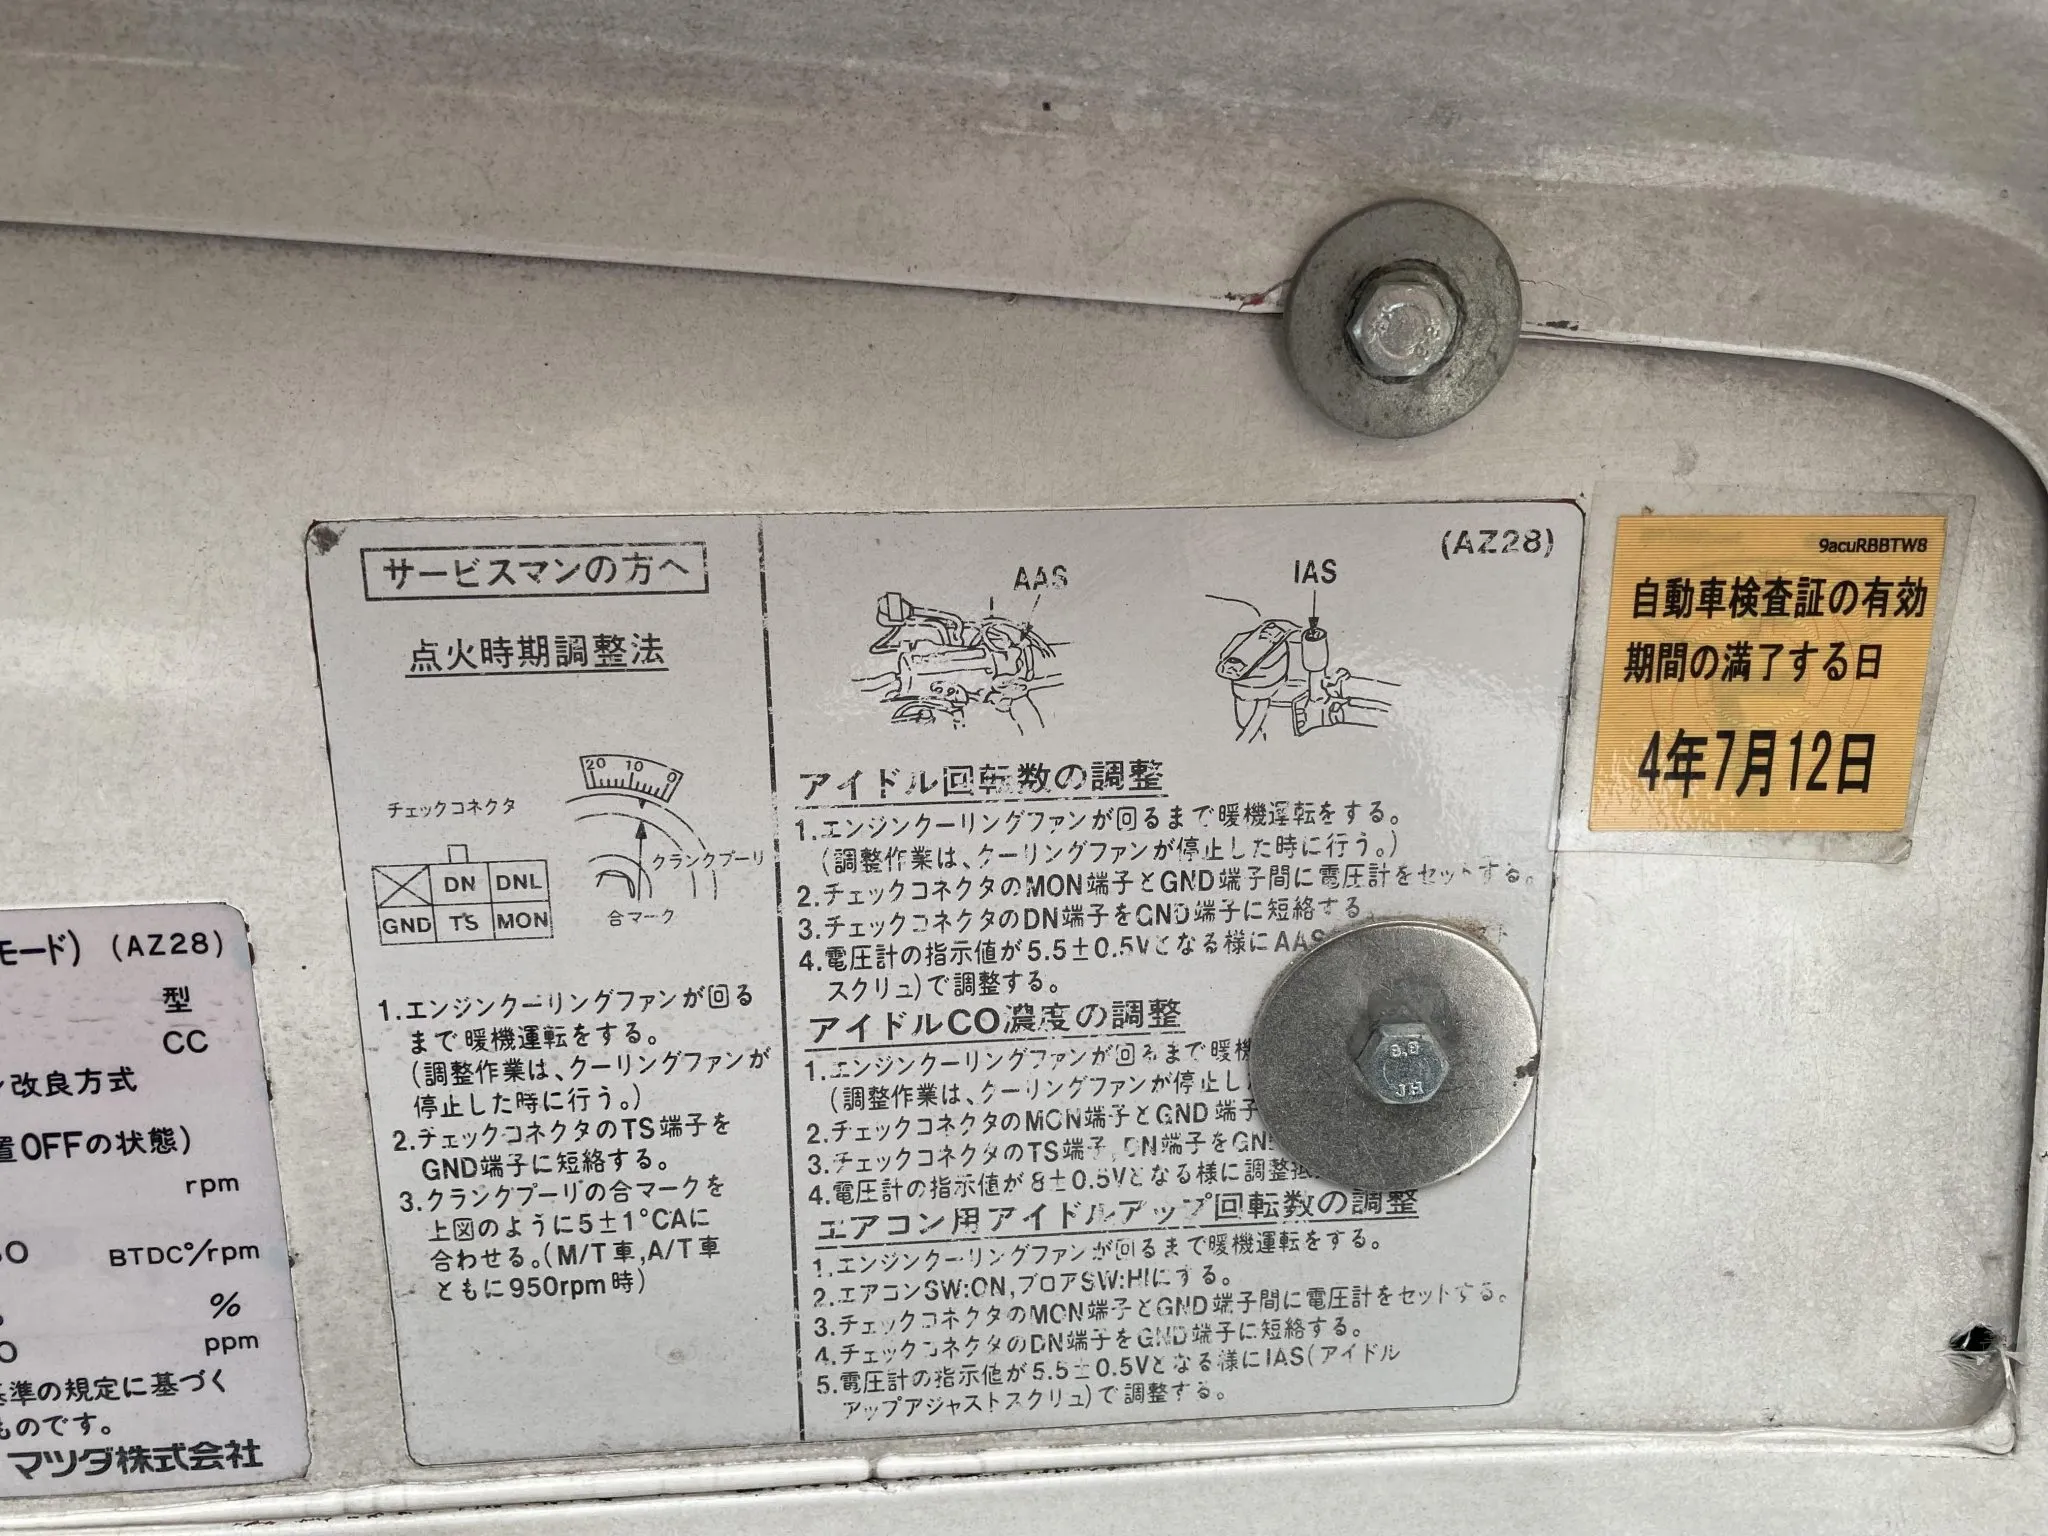 サービスマンの方へ
点火時期調整法
20 10 0
チェックコネクタ
クランクプーリ
合マーク
DN DNL
GND TS MON
1.エンジンクーリングファンが回る
まで暖機運転をする。
(調整作業は、クーリングファンが
停止した時に行う。)
2.チェックコネクタのTS端子を
GND端子に短絡する。
3.クランクプーリの合マークを
上図のように5±1°CAに
合わせる。(M/T車,A/T車
ともに950rpm時)
(AZ28)
AAS
IAS
アイドル回転数の調整
1.エンジンクーリングファンが回るまで暖機運転をする。
(調整作業は、クーリングファンが停止した時に行う。)
2.チェックコネクタのMON端子とGND端子間に電圧計をセットする。
3.チェックコネクタのDN端子をGND端子に短絡する。
4.電圧計の指示値が5.5±0.5Vとなる様にAAS
スクリュ)で調整する。
アイドルCO濃度の調整
1.エンジンクーリングファンが回るまで暖機
(調整作業は、クーリングファンが停止し
2.チェックコネクタのMON端子とGND端子
3.チェックコネクタのTS端子,DN端子をGN
4.電圧計の指示値が8±0.5Vとなる様に調整
エアコン用アイドルアップ回転数の調整
1.エンジンクーリングファンが回るまで暖機運転をする。
2.エアコンSW:ON,ブロアSW:HIにする。
3.チェックコネクタのMON端子とGND端子間に電圧計をセットする。
4.チェックコネクタのDN端子をGND端子に短絡する。
5.電圧計の指示値が5.5±0.5Vとなる様にIAS(アイドル
アップアジャストスクリュ)で調整する。
9acuRBBTW8
自動車検査証の有効
期間の満了する日
4年7月12日
8.8
JH
モード) (AZ28)
型
CC
改良方式
置OFFの状態)
rpm
BTDC°/rpm
%
ppm
基準の規定に基づく
ものです。
マツダ株式会社